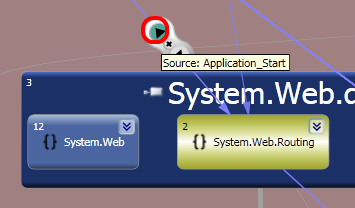 Source: Application_Start
3
System.Web.
12
{} System.Web
2
{} System.Web.Routing